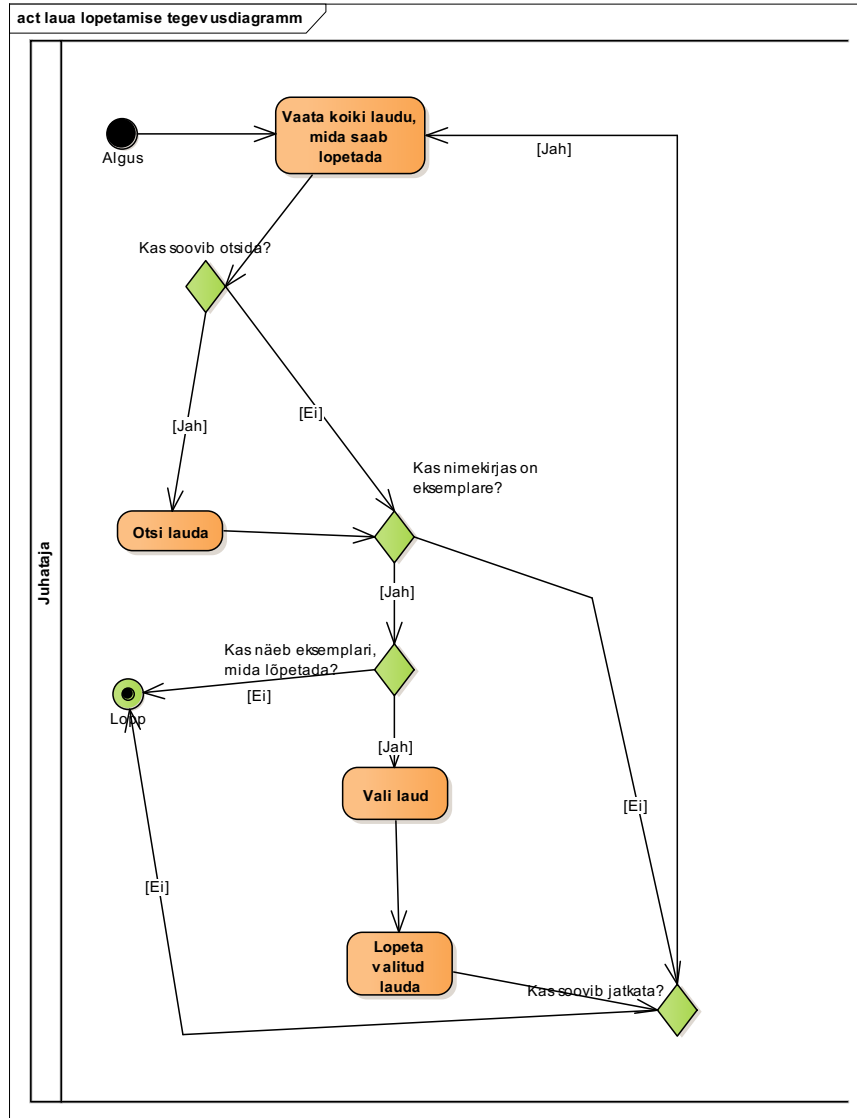 act laua lopetamise tegevusdiagramm
Juhataja
Algus
Vaata koiki laudu,
mida saab
lopetada
[Jah]
Kas soovib otsida?
[Jah]
[Ei]
Kas nimekirjas on
eksemplare?
Otsi lauda
[Jah]
Kas näeb eksemplari,
mida lõpetada?
[Ei]
Lopp
[Jah]
Vali laud
[Ei]
[Ei]
Lopeta
valitud
lauda
Kas soovib jatkata?